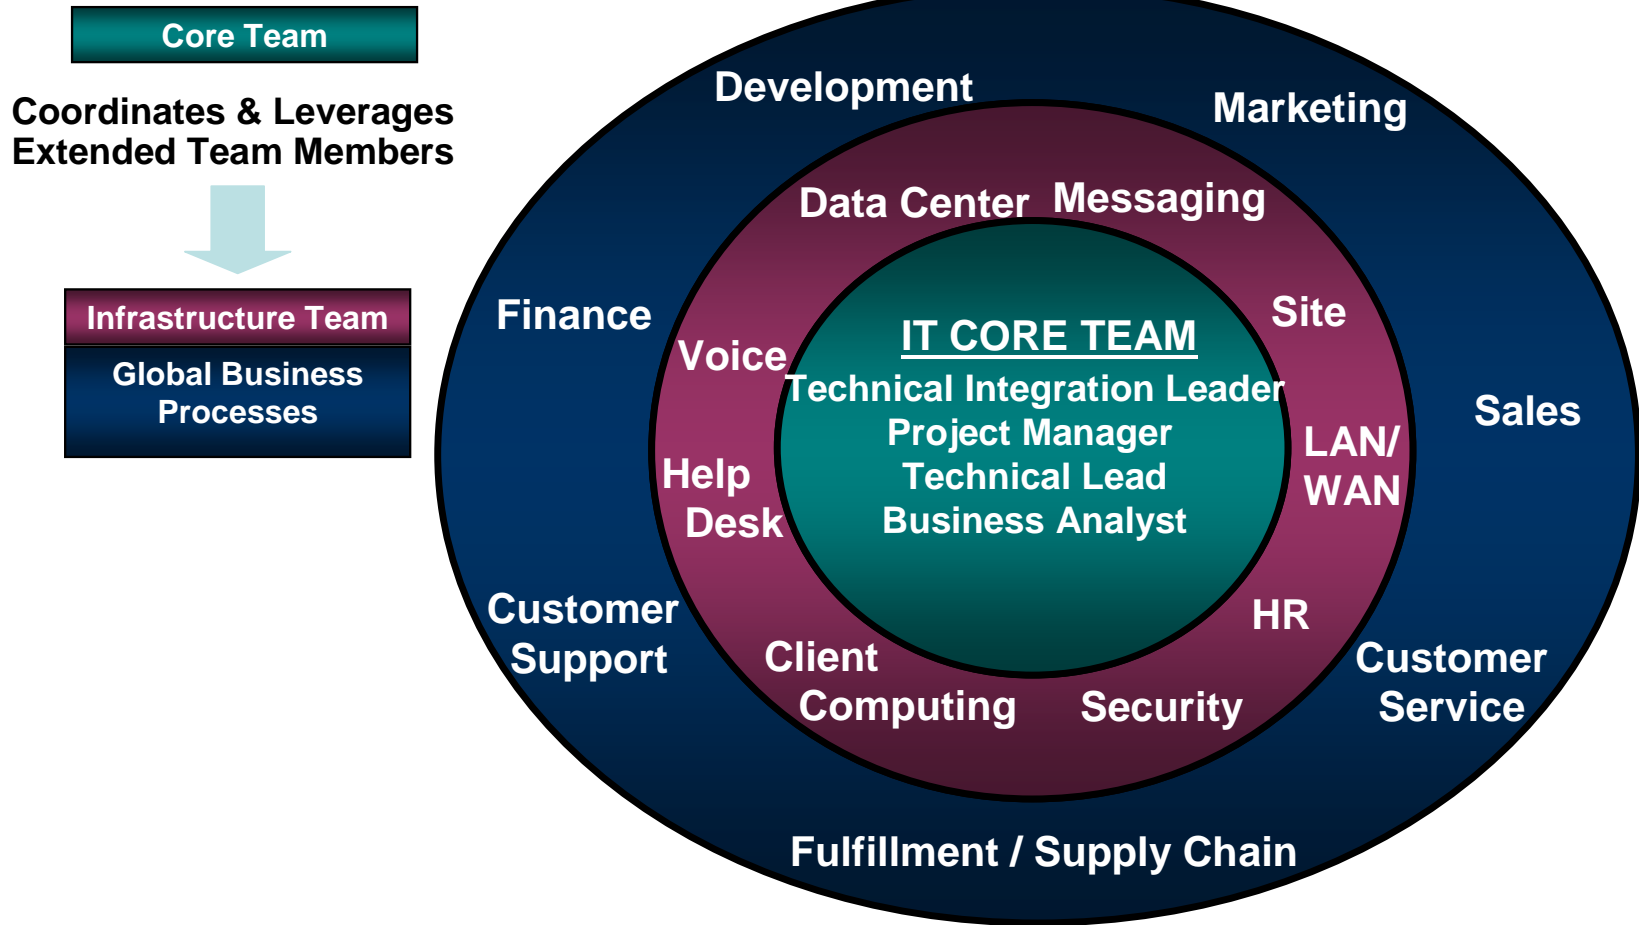 Core Team
Coordinates & Leverages
Extended Team Members
Infrastructure Team
Global Business
Processes
Development
Marketing
Data Center
Messaging
Finance
Site
Voice
IT CORE TEAM
Technical Integration Leader
Project Manager
Technical Lead
Business Analyst
Sales
LAN/
WAN
Help
Desk
Customer
Support
HR
Client
Computing
Security
Customer
Service
Fulfillment / Supply Chain